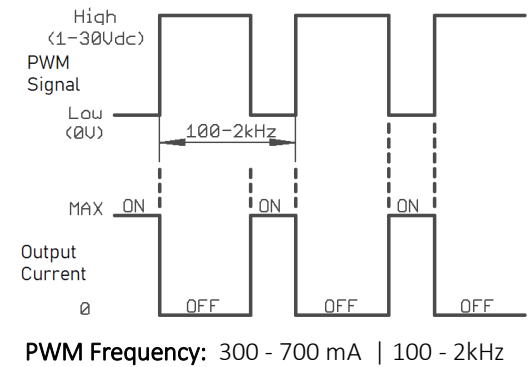 High
(1-30Vdc)
PWM
Signal
Low
(0V)
100-2kHz
MAX ON ON ON
Output
Current
0 OFF OFF OFF
PWM Frequency: 300 - 700 mA | 100 - 2kHz